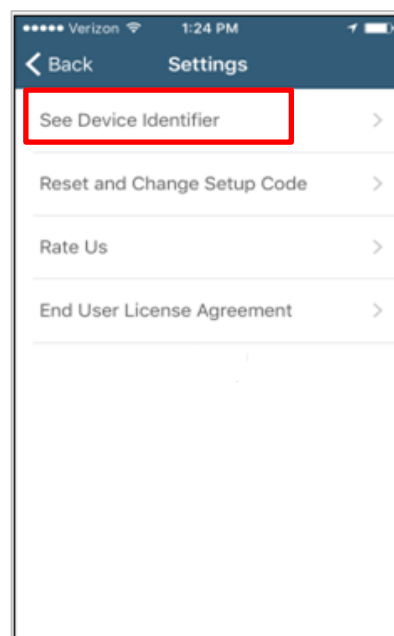 Verizon 1:24 PM
Back Settings
See Device Identifier
Reset and Change Setup Code
Rate Us
End User License Agreement